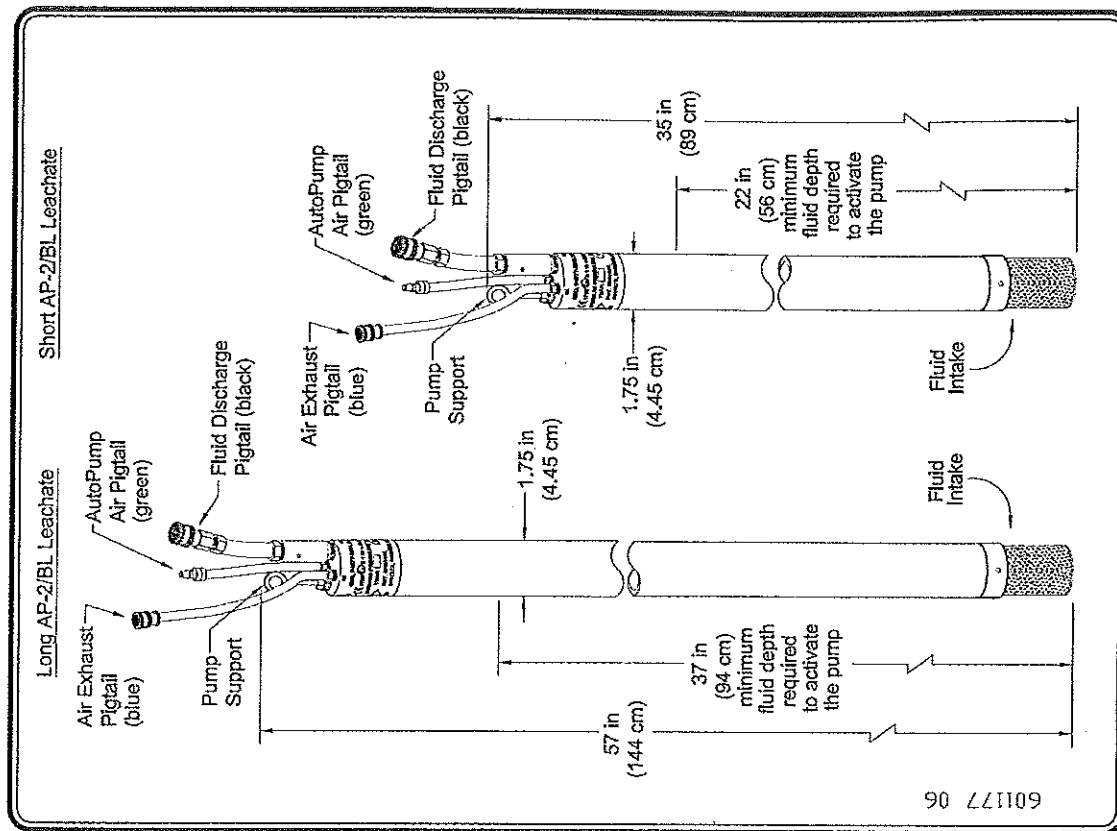 Long AP-2/BL Leachate
Air Exhaust
Pigtail
(blue)
AutoPump
Air Pigtail
(green)
Fluid Discharge
Pigtail (black)
Pump
Support
1.75 in
(4.45 cm)
57 in
(144 cm)
37 in
(94 cm)
minimum
fluid depth
required
to activate
the pump
Fluid
Intake
Short AP-2/BL Leachate
Air Exhaust
Pigtail
(blue)
AutoPump
Air Pigtail
(green)
Fluid Discharge
Pigtail (black)
Pump
Support
1.75 in
(4.45 cm)
35 in
(89 cm)
22 in
(56 cm)
minimum
fluid depth
required
to activate
the pump
Fluid
Intake
601177 06